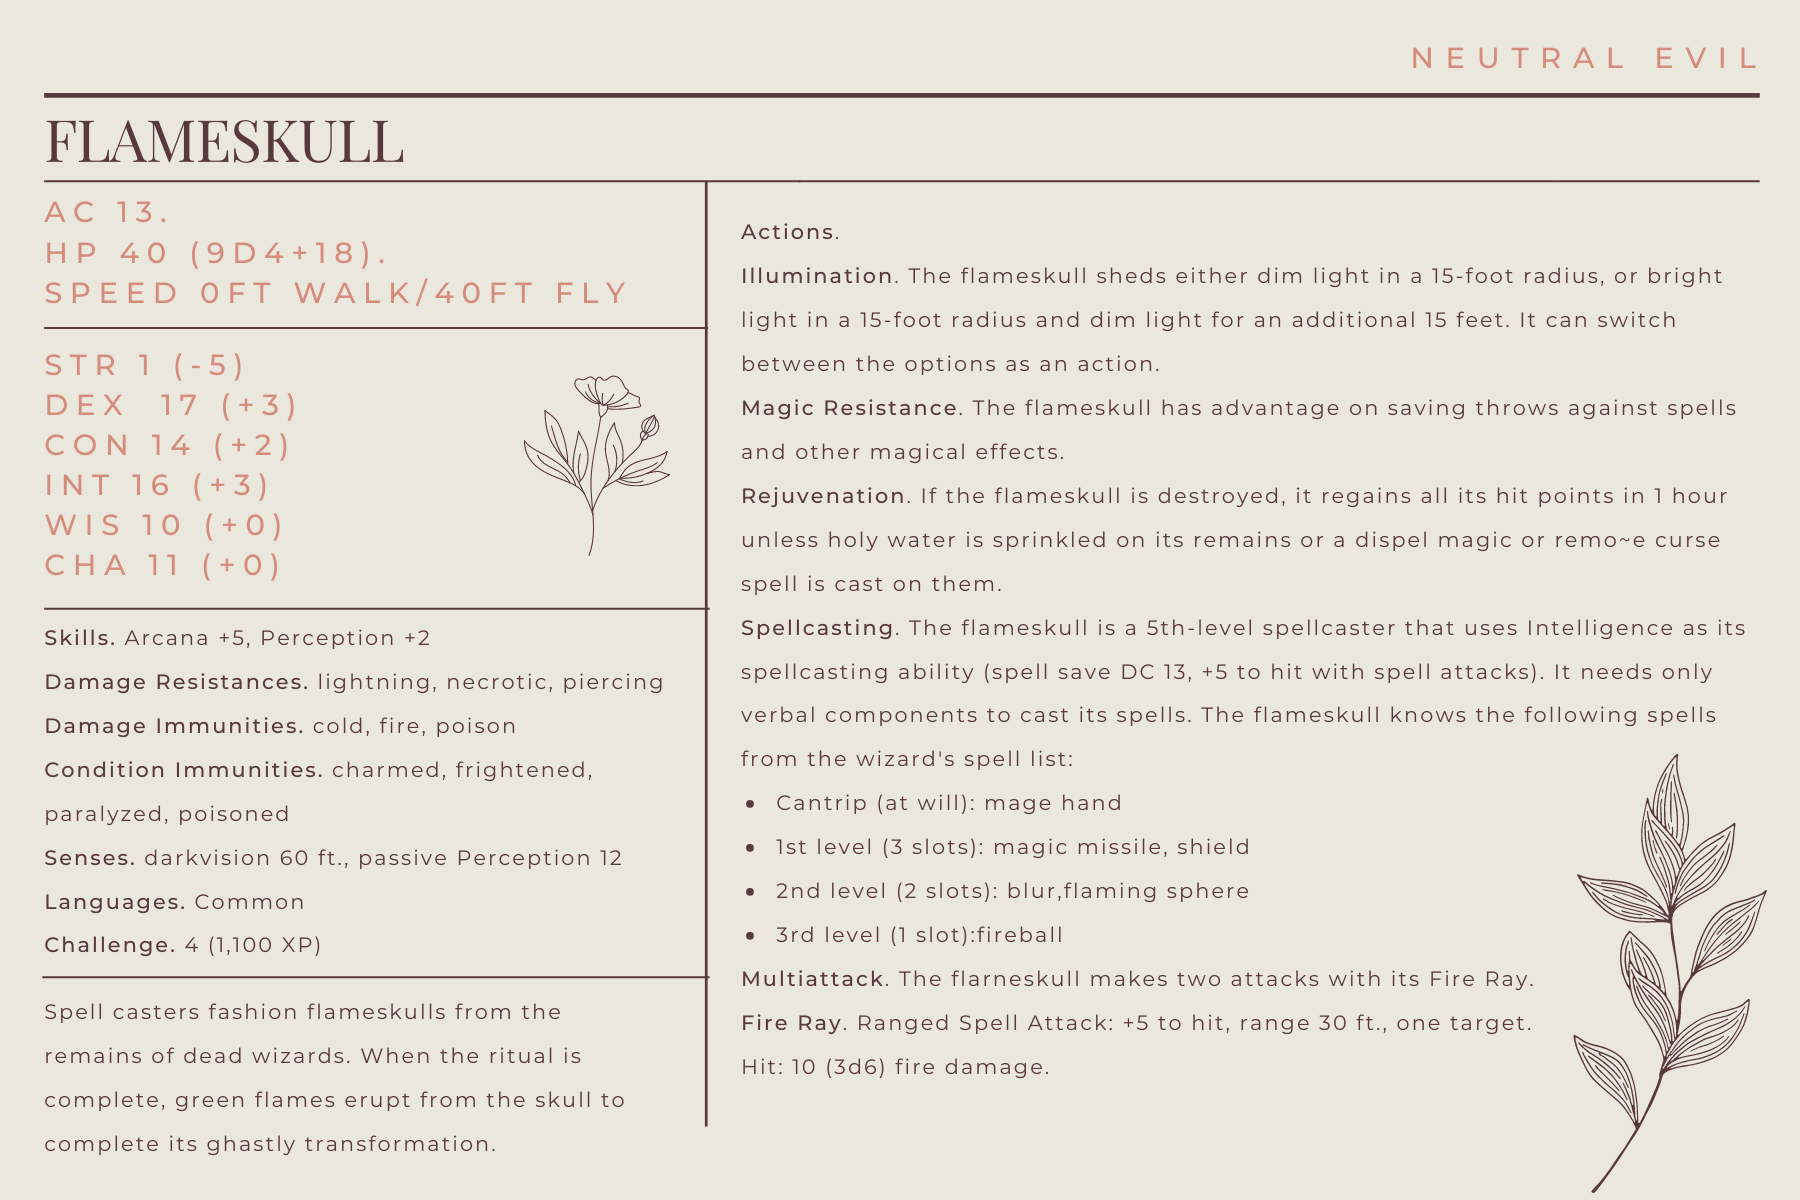 NEUTRAL EVIL
FLAMESKULL
AC 13.
HP 40 (9D4+18).
SPEED 0FT WALK/40FT FLY
STR 1 (-5)
DEX 17 (+3)
CON 14 (+2)
INT 16 (+3)
WIS 10 (+0)
CHA 11 (+0)
Skills. Arcana +5, Perception +2
Damage Resistances. lightning, necrotic, piercing
Damage Immunities. cold, fire, poison
Condition Immunities. charmed, frightened,
paralyzed, poisoned
Senses. darkvision 60 ft., passive Perception 12
Languages. Common
Challenge. 4 (1,100 XP)
Spell casters fashion flameskulls from the
remains of dead wizards. When the ritual is
complete, green flames erupt from the skull to
complete its ghastly transformation.
Actions.
Illumination. The flameskull sheds either dim light in a 15-foot radius, or bright
light in a 15-foot radius and dim light for an additional 15 feet. It can switch
between the options as an action.
Magic Resistance. The flameskull has advantage on saving throws against spells
and other magical effects.
Rejuvenation. If the flameskull is destroyed, it regains all its hit points in 1 hour
unless holy water is sprinkled on its remains or a dispel magic or remo~e curse
spell is cast on them.
Spellcasting. The flameskull is a 5th-level spellcaster that uses Intelligence as its
spellcasting ability (spell save DC 13, +5 to hit with spell attacks). It needs only
verbal components to cast its spells. The flameskull knows the following spells
from the wizard's spell list:
• Cantrip (at will): mage hand
• 1st level (3 slots): magic missile, shield
• 2nd level (2 slots): blur,flaming sphere
• 3rd level (1 slot):fireball
Multiattack. The flarneskull makes two attacks with its Fire Ray.
Fire Ray. Ranged Spell Attack: +5 to hit, range 30 ft., one target.
Hit: 10 (3d6) fire damage.